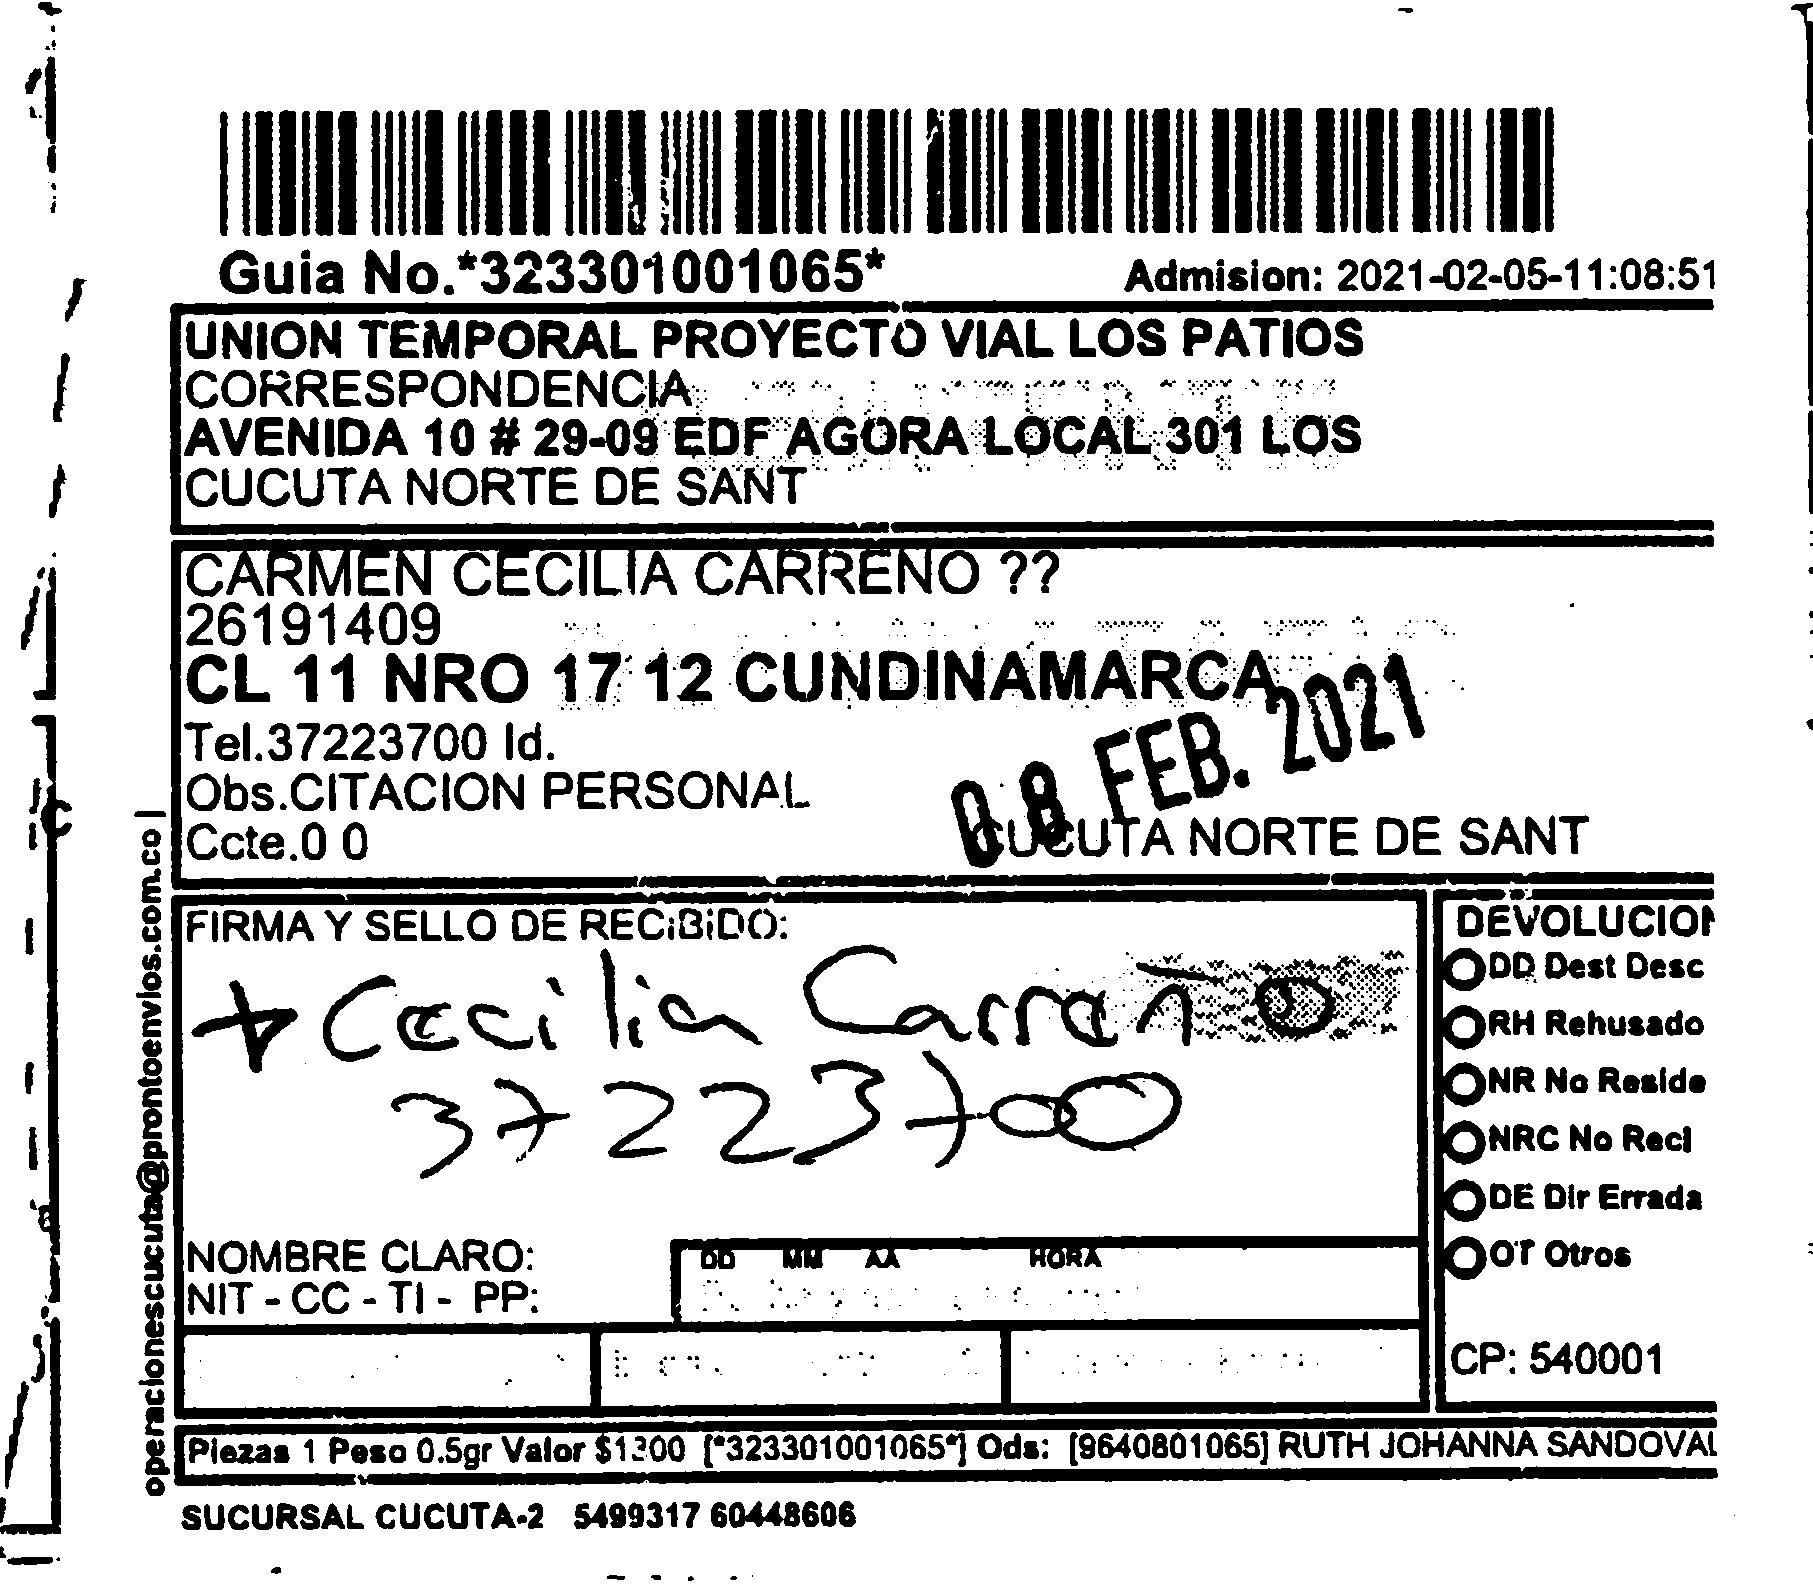 Guia No.*323301001065*
Admision: 2021-02-05-11:08:51
UNION TEMPORAL PROYECTO VIAL LOS PATIOS
CORRESPONDENCIA
AVENIDA 10 # 29-09 EDF AGORA LOCAL 301 LOS
CUCUTA NORTE DE SANT
CARMEN CECILIA CARRENO ??
26191409
CL 11 NRO 17 12 CUNDINAMARCA
Tel.37223700 Id.
08 FEB. 2021
Obs.CITACION PERSONAL
Ccte.0 0
CUCUTA NORTE DE SANT
FIRMA Y SELLO DE RECIBIDO:
Cecilia Carreño
37223700
NOMBRE CLARO:
NIT - CC - TI - PP:
DD MM AA HORA
DEVOLUCION
DD Dest Desc
RH Rehusado
NR No Reside
NRC No Reci
DE Dir Errada
OT Otros
CP: 540001
Piezas 1 Peso 0.5gr Valor $1300 [*323301001065*] Ods: [9640801065] RUTH JOHANNA SANDOVAL
SUCURSAL CUCUTA-2 5499317 60448606
operacionescucuta@prontoenvios.com.co |